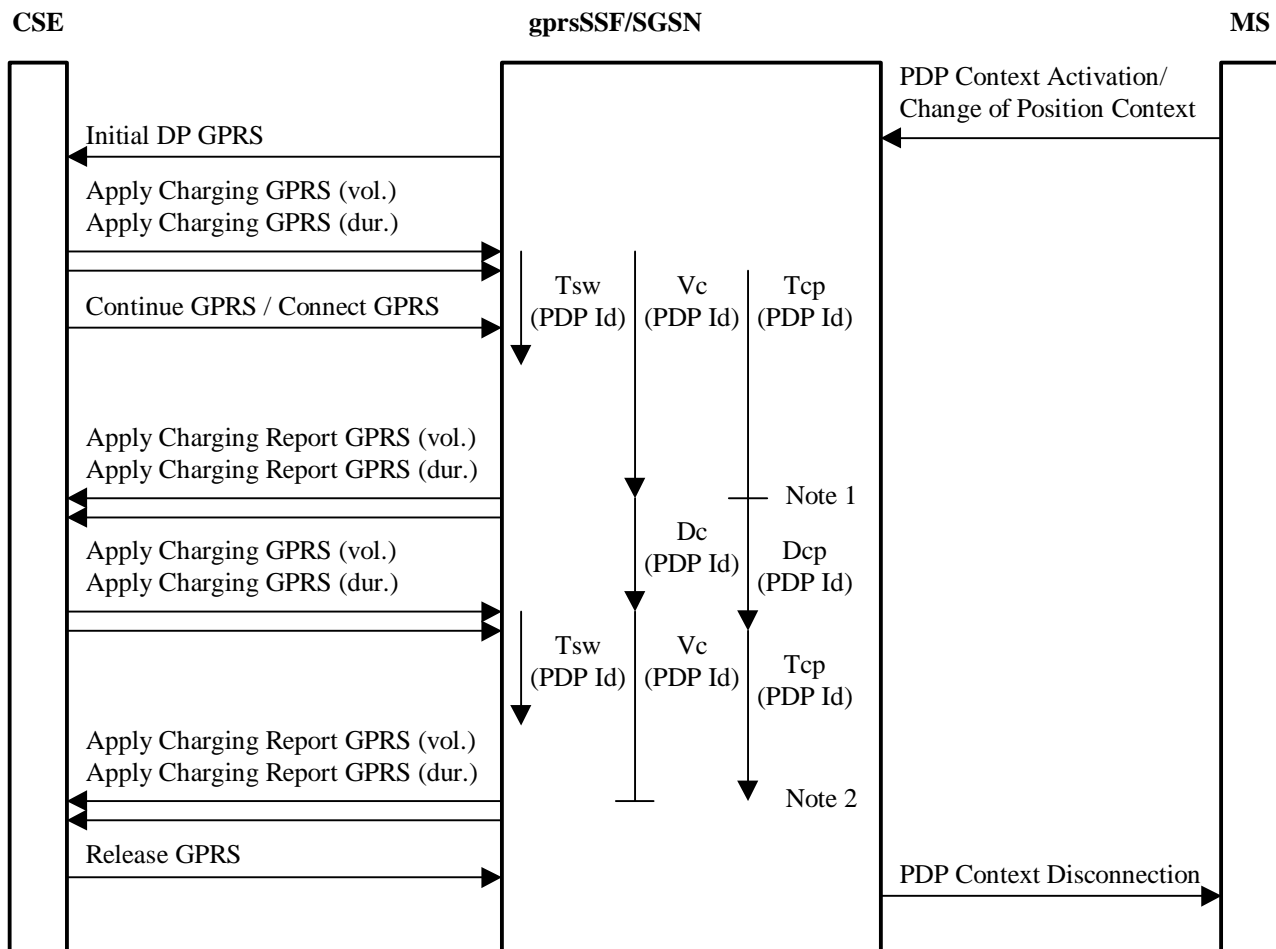 CSE
gprsSSF/SGSN
MS
PDP Context Activation/
Change of Position Context
Initial DP GPRS
Apply Charging GPRS (vol.)
Apply Charging GPRS (dur.)
Tsw
(PDP Id)
Vc
(PDP Id)
Tcp
(PDP Id)
Continue GPRS / Connect GPRS
Apply Charging Report GPRS (vol.)
Apply Charging Report GPRS (dur.)
Note 1
Dc
(PDP Id)
Dcp
(PDP Id)
Apply Charging GPRS (vol.)
Apply Charging GPRS (dur.)
Tsw
(PDP Id)
Vc
(PDP Id)
Tcp
(PDP Id)
Apply Charging Report GPRS (vol.)
Apply Charging Report GPRS (dur.)
Note 2
Release GPRS
PDP Context Disconnection